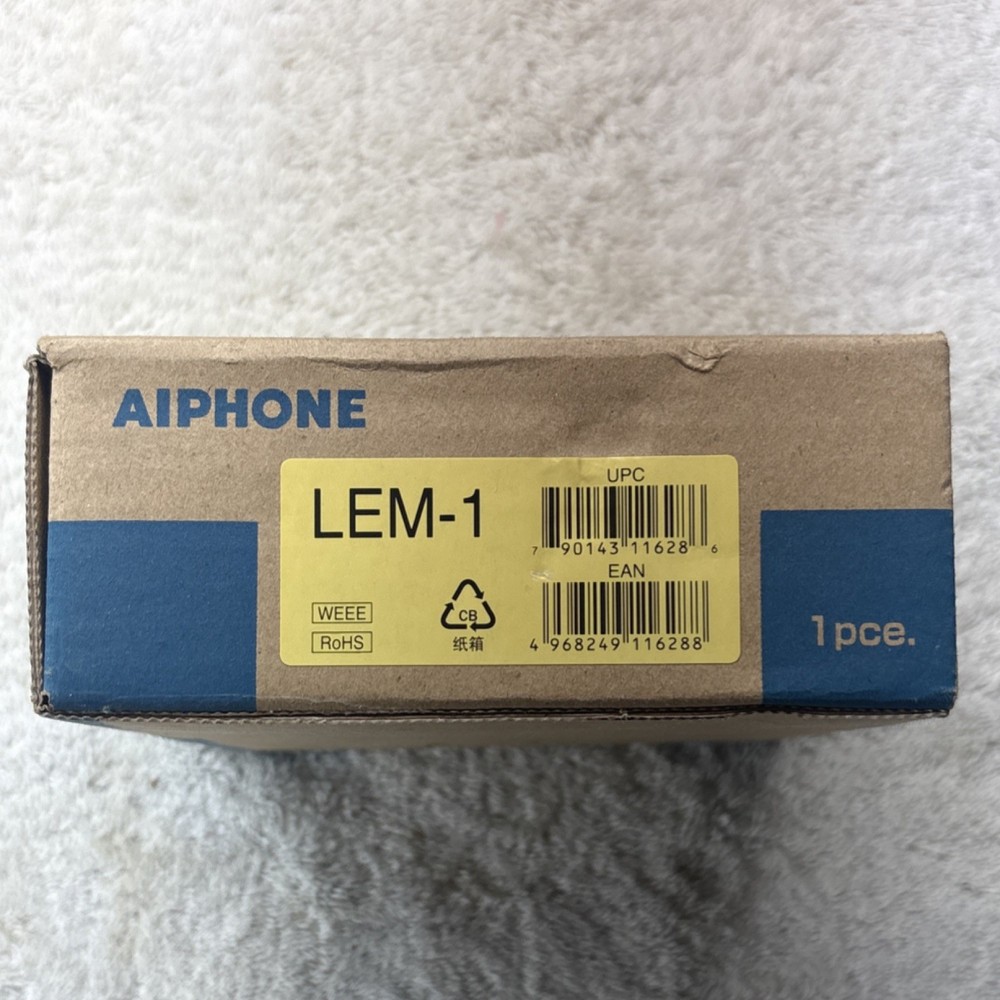 AIPHONE
LEM-1
UPC
7 90143 11628 6
EAN
4 968249 116288
WEEE
RoHS
CB
纸箱
1pce.